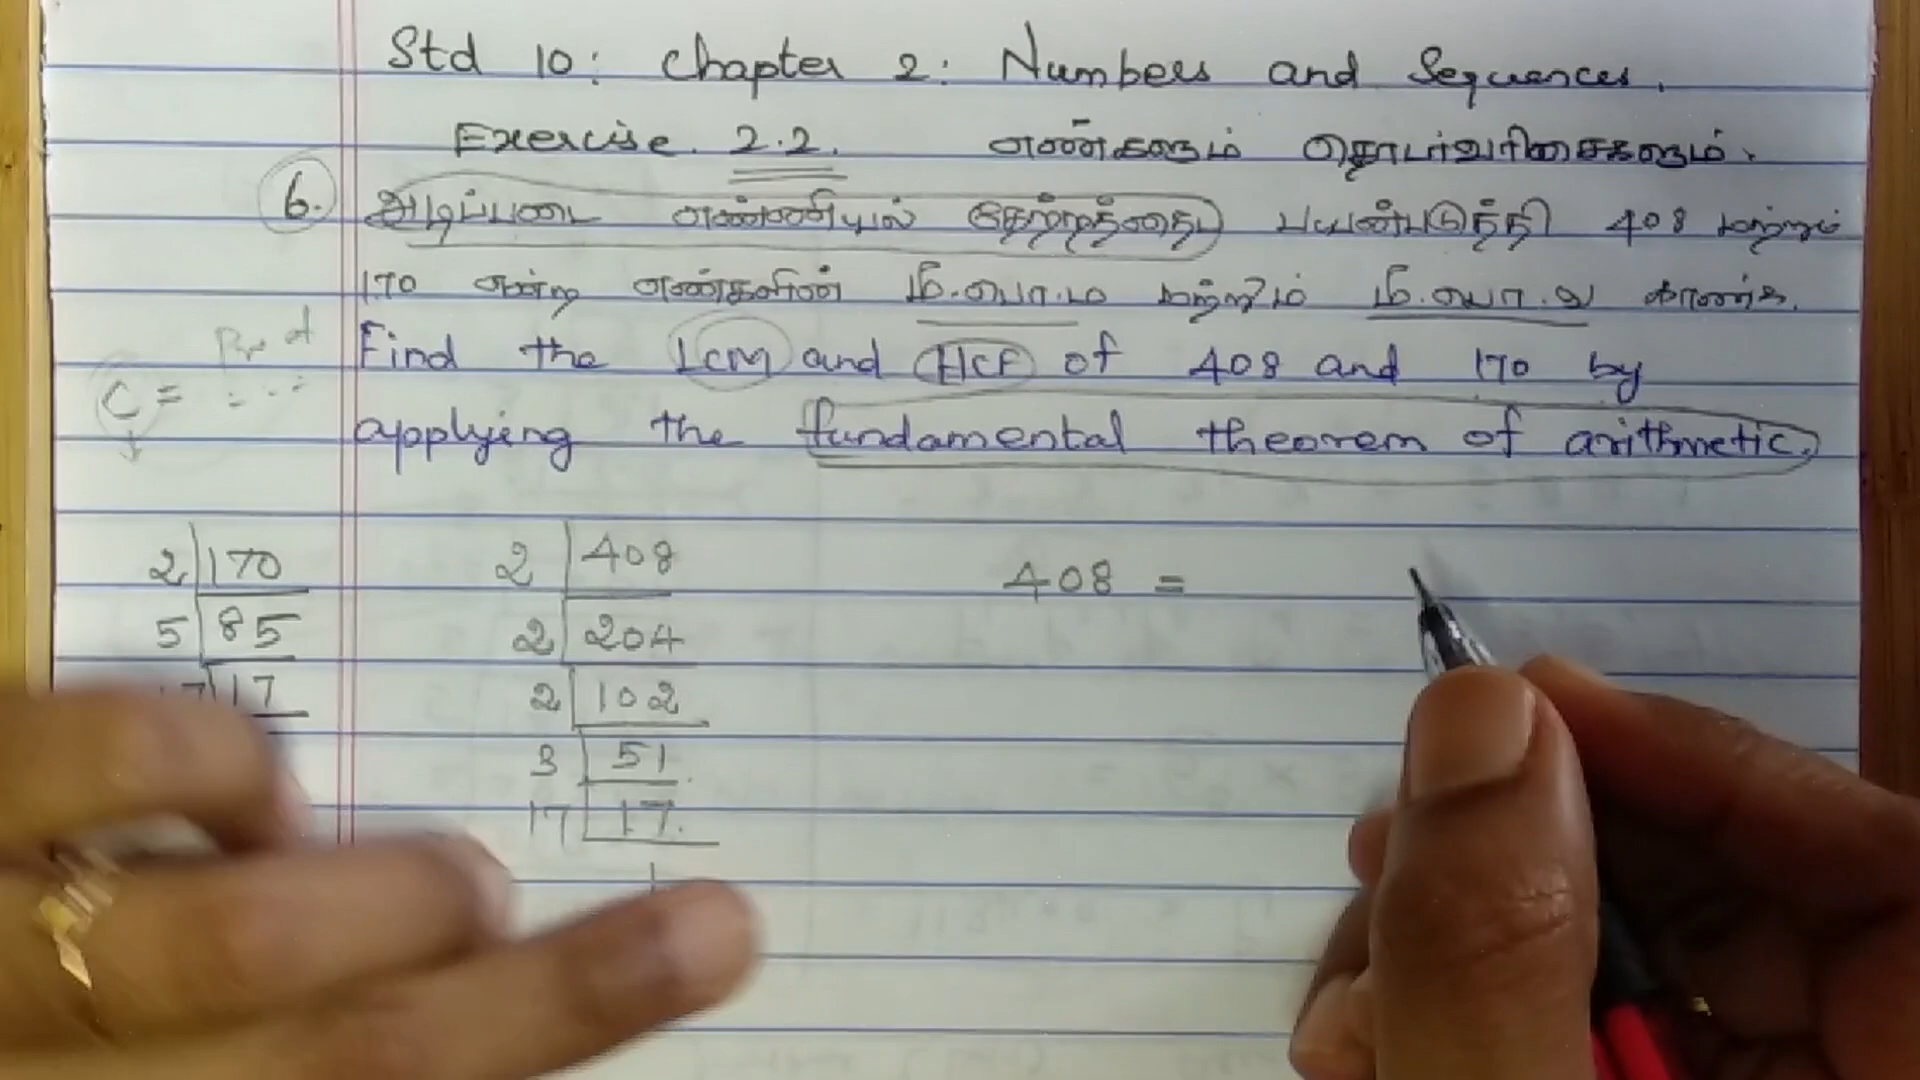 Std 10: Chapter 2: Numbers and Sequences.
Exercise. 2.2. எண்களும் தொடர்வரிசைகளும்.
6. அடிப்படை எண்ணியல் தேற்றத்தைப் பயன்படுத்தி 408 மற்றும்
170 என்ற எண்களின் மீ.பொ.ம மற்றும் மீ.பொ.வ காண்க.
Find the LCM and HCF of 408 and 170 by
C =
applying the fundamental theorem of arithmetic.
2 170 2 408 408 =
5 85 2 204
17 2 102
3 51
17 17.
1